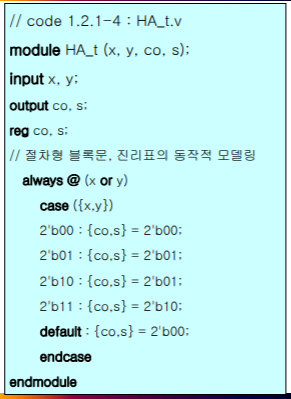 // code 1.2.1-4 : HA_t.v
module HA_t (x, y, co, s);
input x, y;
output co, s;
reg co, s;
// 절차형 블록문, 진리표의 동작적 모델링
always @ (x or y)
case ({x,y})
2'b00 : {co,s} = 2'b00;
2'b01 : {co,s} = 2'b01;
2'b10 : {co,s} = 2'b01;
2'b11 : {co,s} = 2'b10;
default : {co,s} = 2'b00;
endcase
endmodule